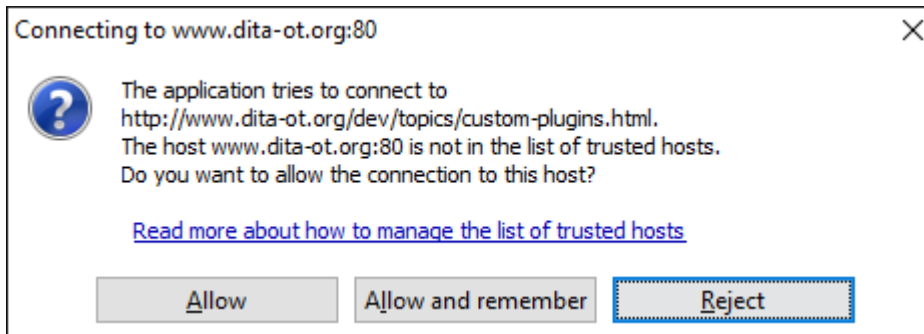 Connecting to www.dita-ot.org:80
The application tries to connect to
http://www.dita-ot.org/dev/topics/custom-plugins.html.
The host www.dita-ot.org:80 is not in the list of trusted hosts.
Do you want to allow the connection to this host?
Read more about how to manage the list of trusted hosts
Allow
Allow and remember
Reject